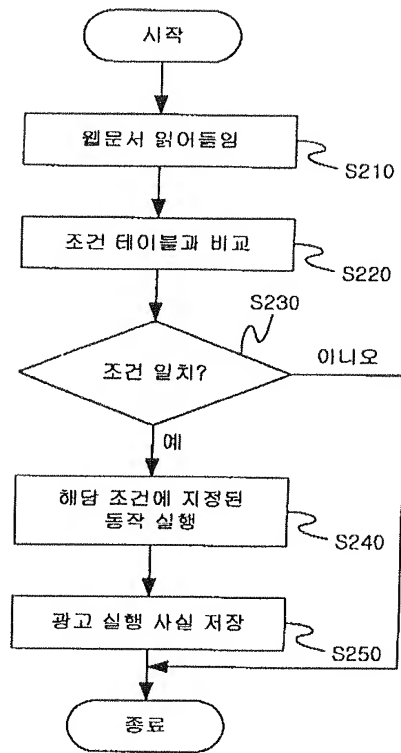 시작
웹문서 읽어들임
S210
조건 테이블과 비교
S220
S230
조건 일치?
이니오
예
해당 조건에 지정된
동작 실행
S240
광고 실행 사실 저장
S250
종료